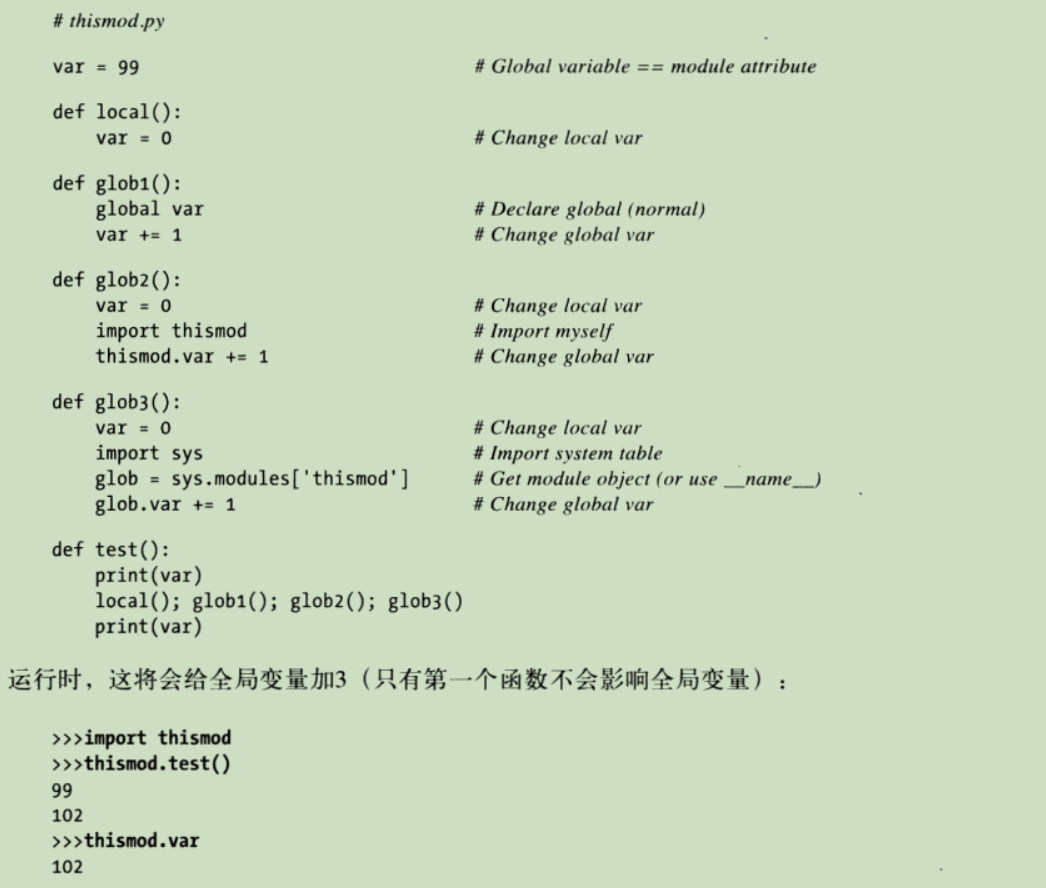 # thismod.py
var = 99 # Global variable == module attribute
def local():
    var = 0 # Change local var
def glob1():
    global var # Declare global (normal)
    var += 1 # Change global var
def glob2():
    var = 0 # Change local var
    import thismod # Import myself
    thismod.var += 1 # Change global var
def glob3():
    var = 0 # Change local var
    import sys # Import system table
    glob = sys.modules['thismod'] # Get module object (or use __name__)
    glob.var += 1 # Change global var
def test():
    print(var)
    local(); glob1(); glob2(); glob3()
    print(var)
运行时，这将会给全局变量加3（只有第一个函数不会影响全局变量）：
>>>import thismod
>>>thismod.test()
99
102
>>>thismod.var
102